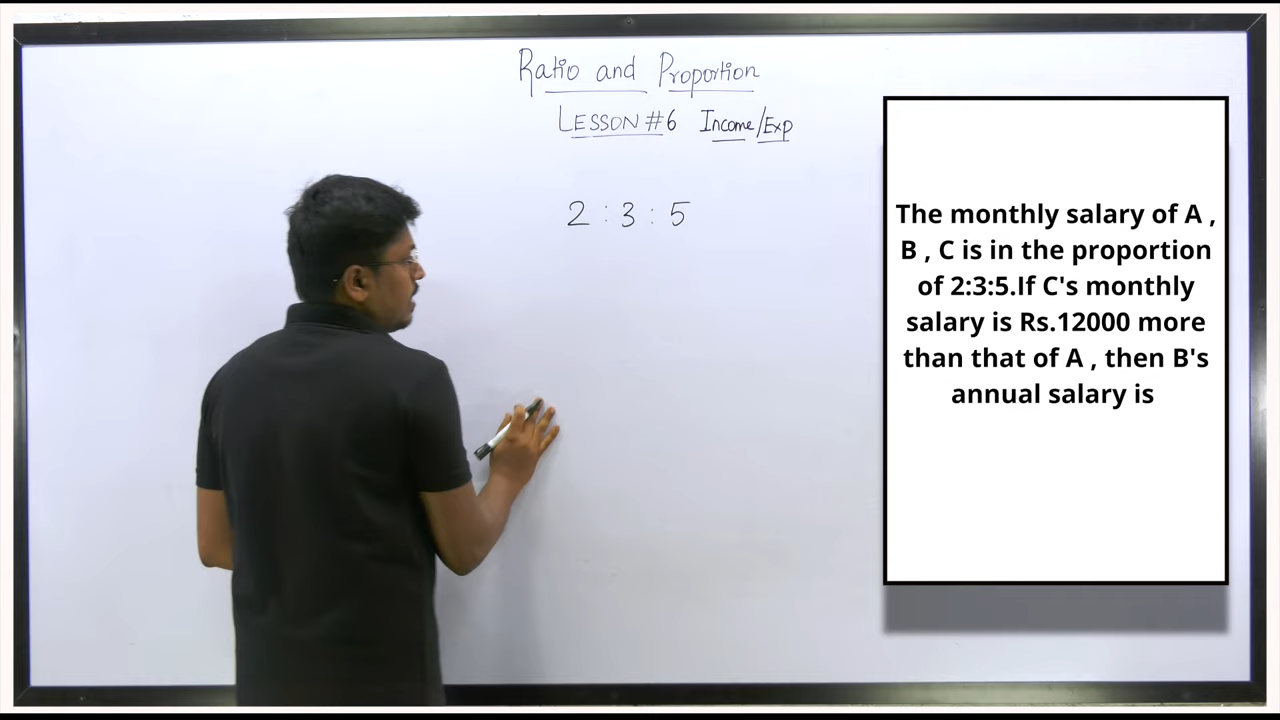 Ratio and Proportion
LESSON #6 Income/Exp
2 : 3 : 5
The monthly salary of A ,
B , C is in the proportion
of 2:3:5.If C's monthly
salary is Rs.12000 more
than that of A , then B's
annual salary is